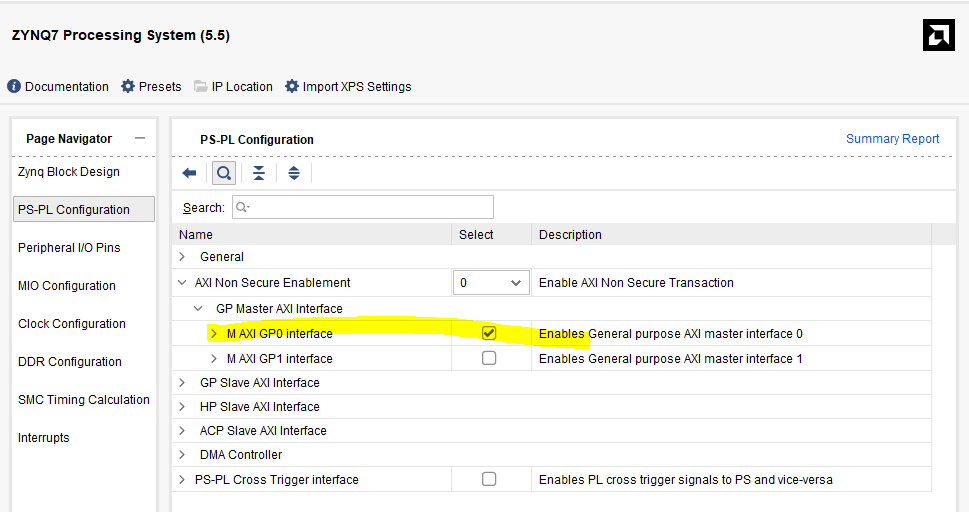 ZYNQ7 Processing System (5.5)
Documentation Presets IP Location Import XPS Settings
Page Navigator
Zynq Block Design
PS-PL Configuration
Peripheral I/O Pins
MIO Configuration
Clock Configuration
DDR Configuration
SMC Timing Calculation
Interrupts
PS-PL Configuration Summary Report
Search:
Name Select Description
General
AXI Non Secure Enablement 0 Enable AXI Non Secure Transaction
GP Master AXI Interface
M AXI GP0 interface Enables General purpose AXI master interface 0
M AXI GP1 interface Enables General purpose AXI master interface 1
GP Slave AXI Interface
HP Slave AXI Interface
ACP Slave AXI Interface
DMA Controller
PS-PL Cross Trigger interface Enables PL cross trigger signals to PS and vice-versa